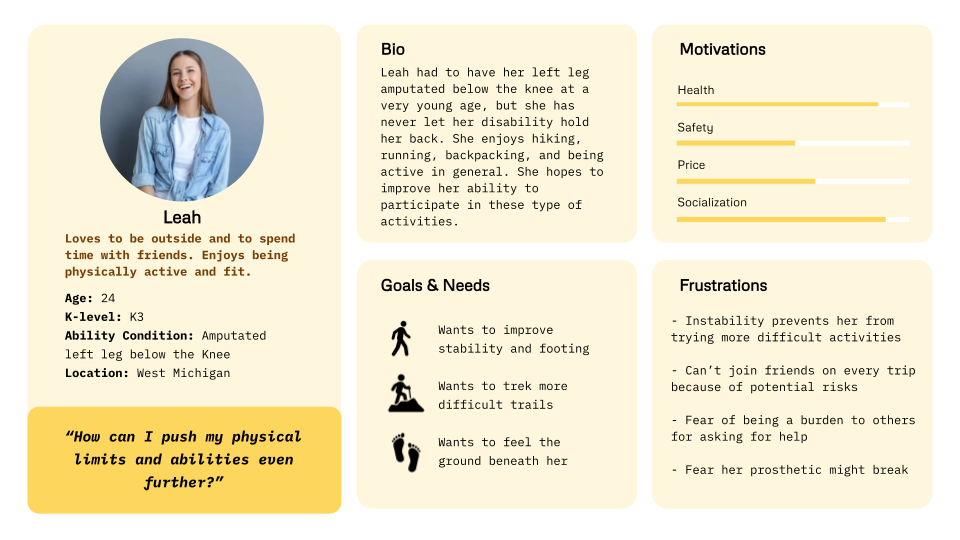 Leah
Loves to be outside and to spend
time with friends. Enjoys being
physically active and fit.
Age: 24
K-level: K3
Ability Condition: Amputated
left leg below the Knee
Location: West Michigan
“How can I push my physical
limits and abilities even
further?”
Bio
Leah had to have her left leg
amputated below the knee at a
very young age, but she has
never let her disability hold
her back. She enjoys hiking,
running, backpacking, and being
active in general. She hopes to
improve her ability to
participate in these type of
activities.
Motivations
Health
Safety
Price
Socialization
Goals & Needs
Wants to improve
stability and footing
Wants to trek more
difficult trails
Wants to feel the
ground beneath her
Frustrations
- Instability prevents her from
trying more difficult activities
- Can’t join friends on every trip
because of potential risks
- Fear of being a burden to others
for asking for help
- Fear her prosthetic might break